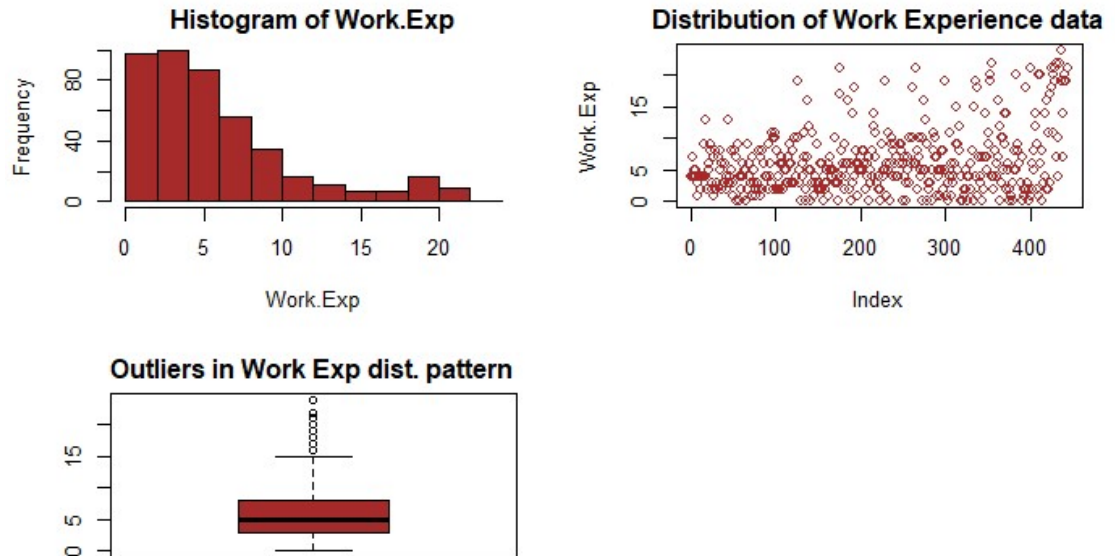 Histogram of Work.Exp
Frequency
0 40 80
0 5 10 15 20
Work.Exp
Distribution of Work Experience data
Work.Exp
0 5 15
0 100 200 300 400
Index
Outliers in Work Exp dist. pattern
0 5 15